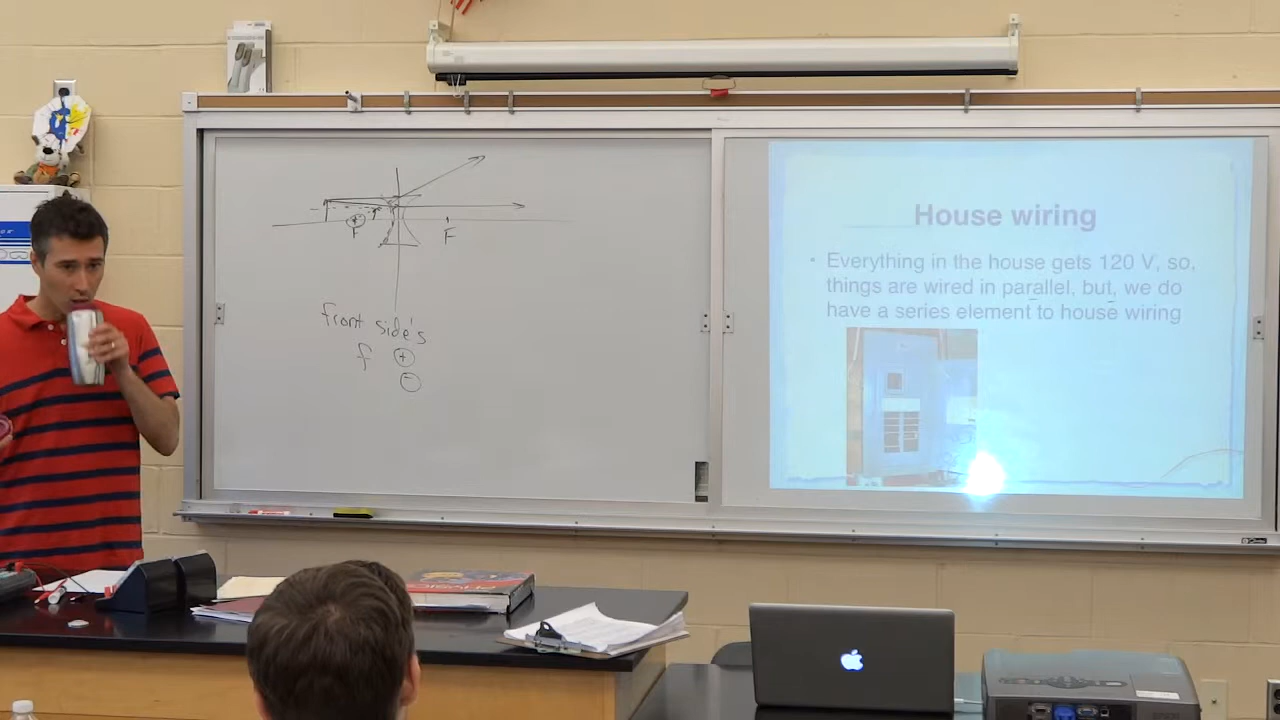 F
F
front side's
f +
-
House wiring
• Everything in the house gets 120 V, so,
things are wired in parallel, but, we do
have a series element to house wiring
PHYSICS